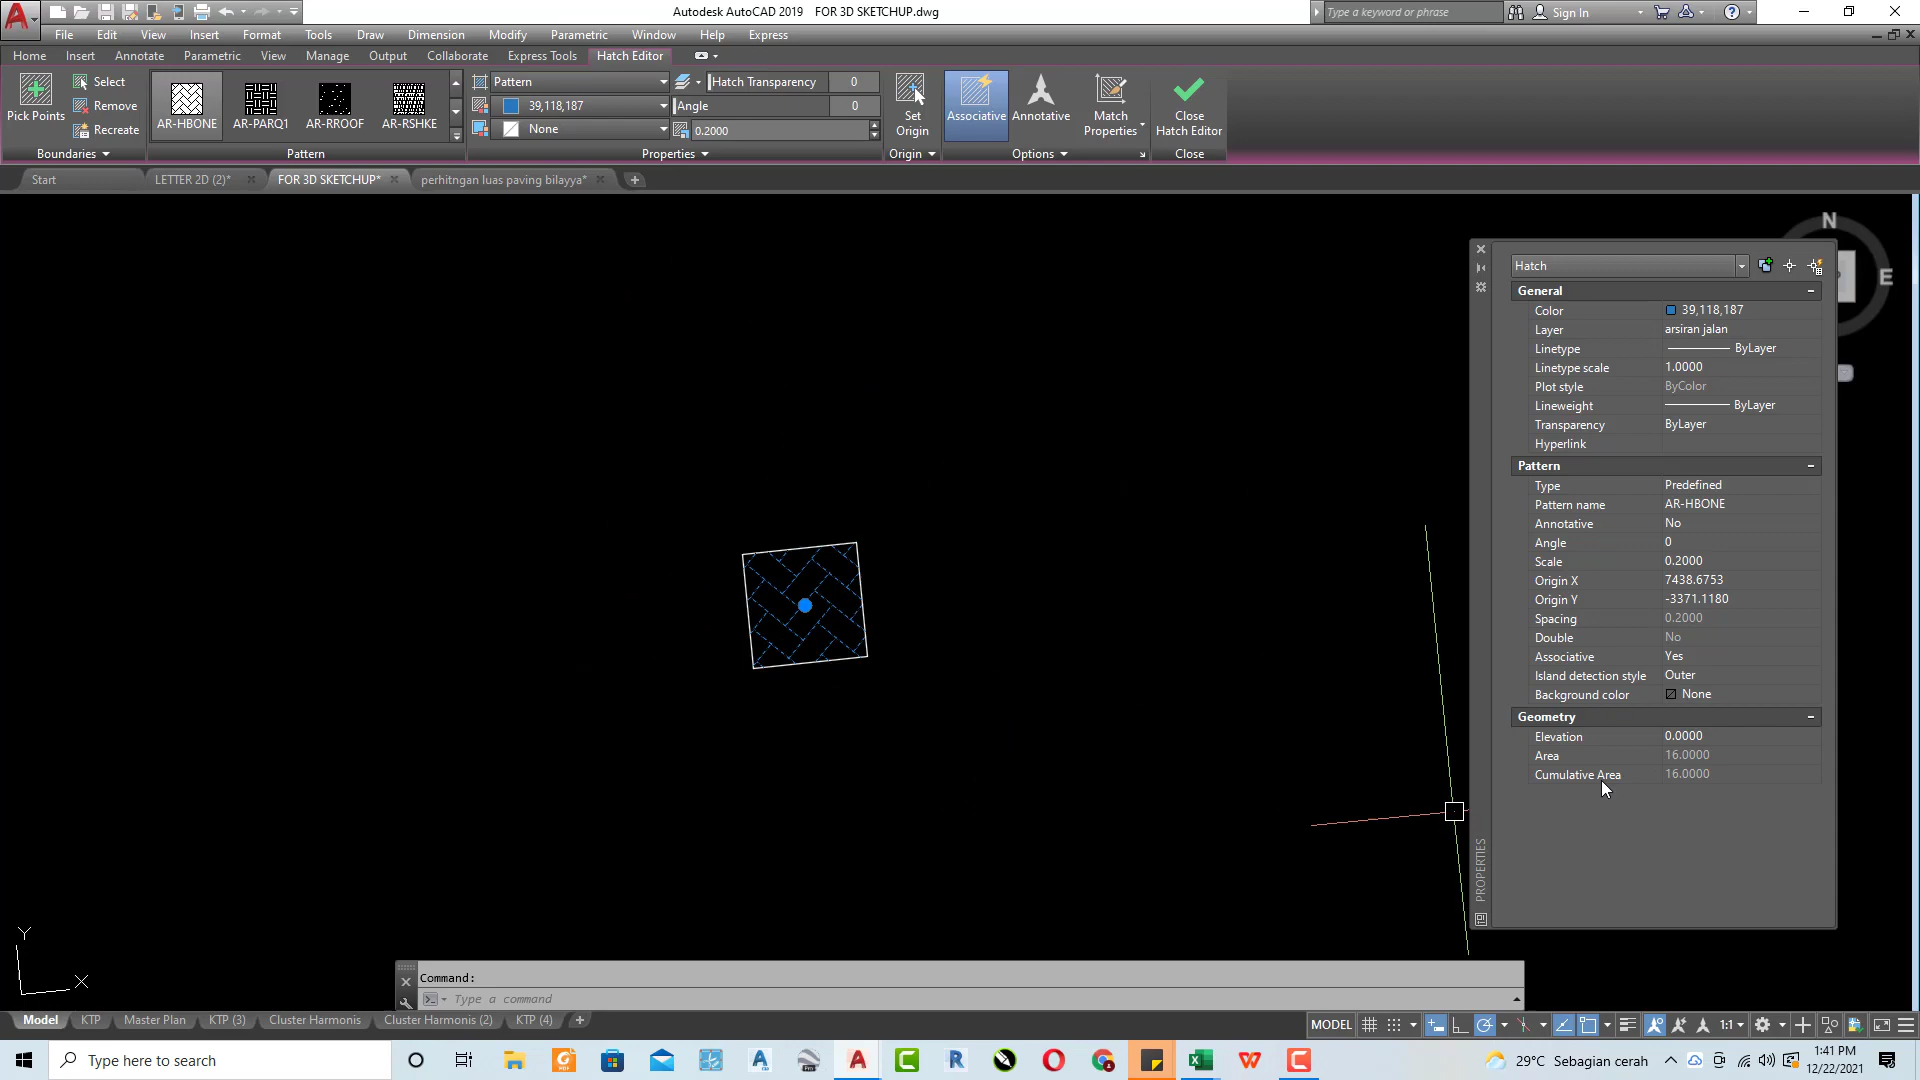 Autodesk AutoCAD 2019 FOR 3D SKETCHUP.dwg
Type a keyword or phrase
Sign In
File Edit View Insert Format Tools Draw Dimension Modify Parametric Window Help Express
Home Insert Annotate Parametric View Manage Output Collaborate Express Tools Hatch Editor
Pick Points
Select
Remove
Recreate
Boundaries
AR-HBONE AR-PARQ1 AR-RROOF AR-RSHKE
Pattern
Pattern
39,118,187
None
Hatch Transparency 0
Angle 0
0.2000
Properties
Set Origin
Origin
Associative
Annotative
Match Properties
Options
Close Hatch Editor
Close
Start LETTER 2D (2)* FOR 3D SKETCHUP* perhitngan luas paving bilayya*
N
E
Hatch
General
Color 39,118,187
Layer arsiran jalan
Linetype ByLayer
Linetype scale 1.0000
Plot style ByColor
Lineweight ByLayer
Transparency ByLayer
Hyperlink
Pattern
Type Predefined
Pattern name AR-HBONE
Annotative No
Angle 0
Scale 0.2000
Origin X 7438.6753
Origin Y -3371.1180
Spacing 0.2000
Double No
Associative Yes
Island detection style Outer
Background color None
Geometry
Elevation 0.0000
Area 16.0000
Cumulative Area 16.0000
PROPERTIES
Y
X
Command:
Type a command
Model KTP Master Plan KTP (3) Cluster Harmonis Cluster Harmonis (2) KTP (4)
MODEL 1:1
Type here to search
29°C Sebagian cerah
1:41 PM
12/22/2021